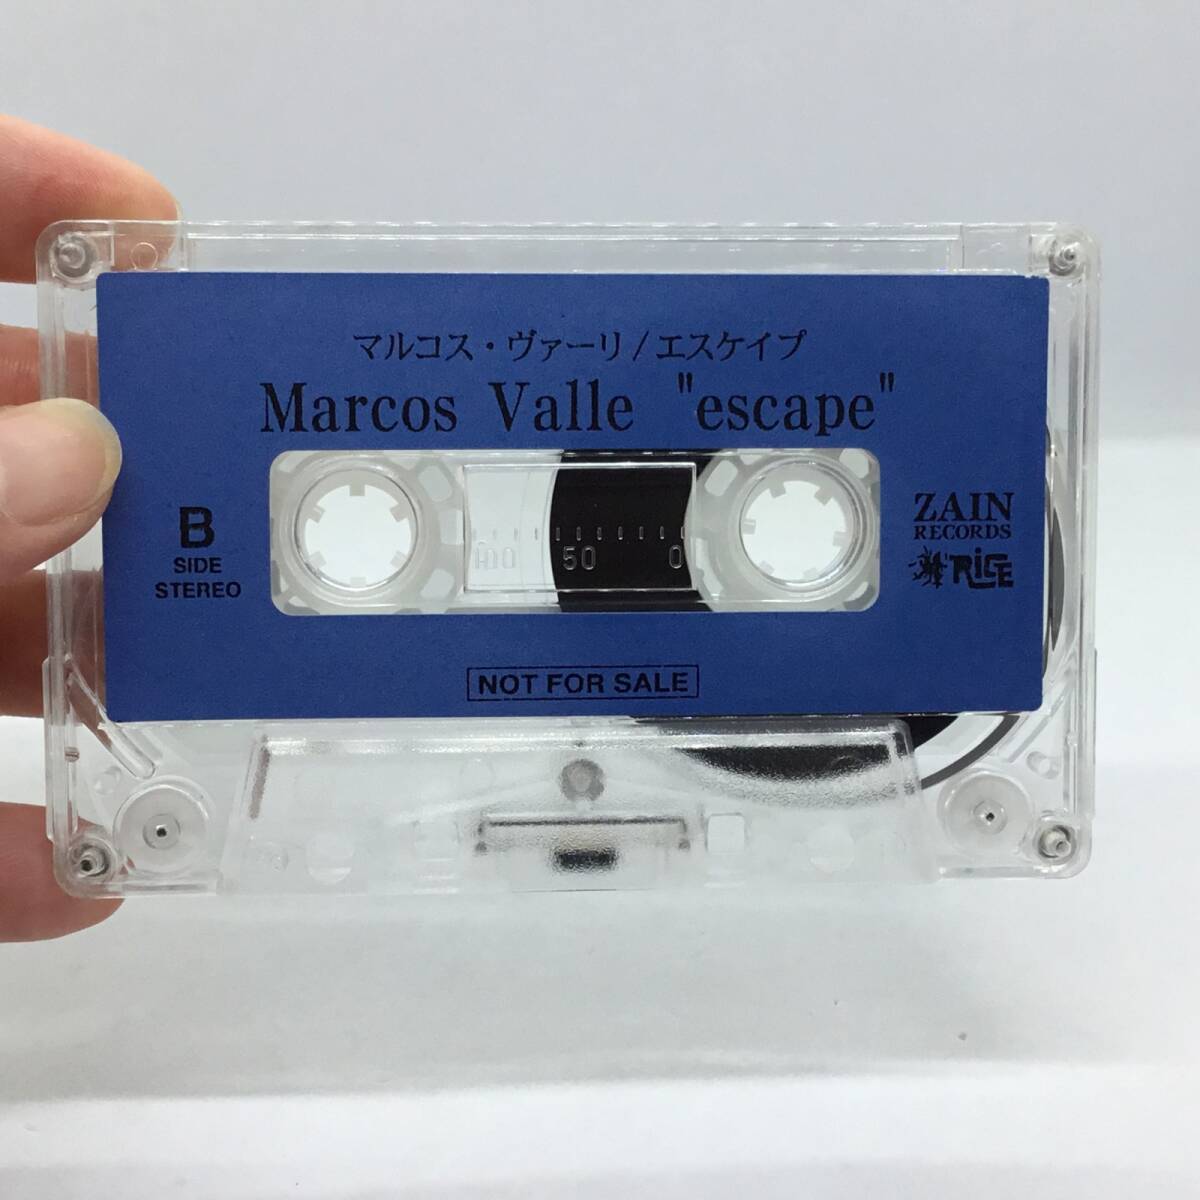 マルコス・ヴァーリ/エスケイプ
Marcos Valle "escape"
B
SIDE
STEREO
100 50 0
ZAIN
RECORDS
RICE
NOT FOR SALE